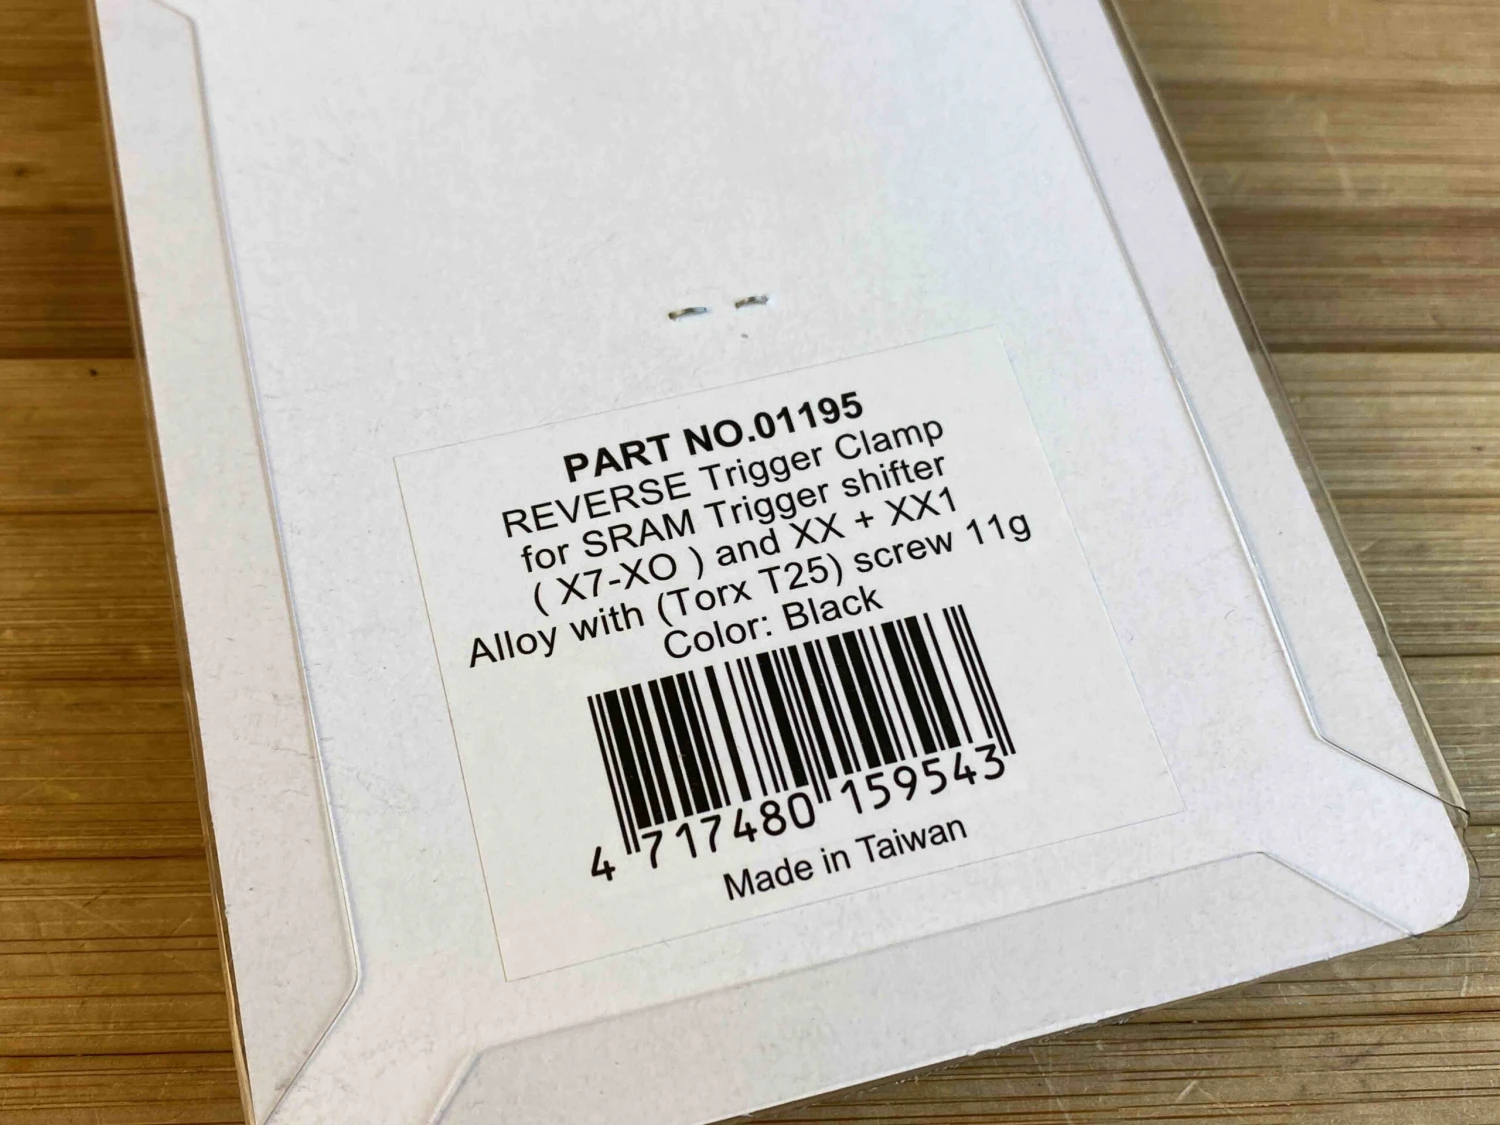 PART NO.01195
REVERSE Trigger Clamp
for SRAM Trigger shifter
( X7-XO ) and XX + XX1
Alloy with (Torx T25) screw 11g
Color: Black
4 717480 159543
Made in Taiwan